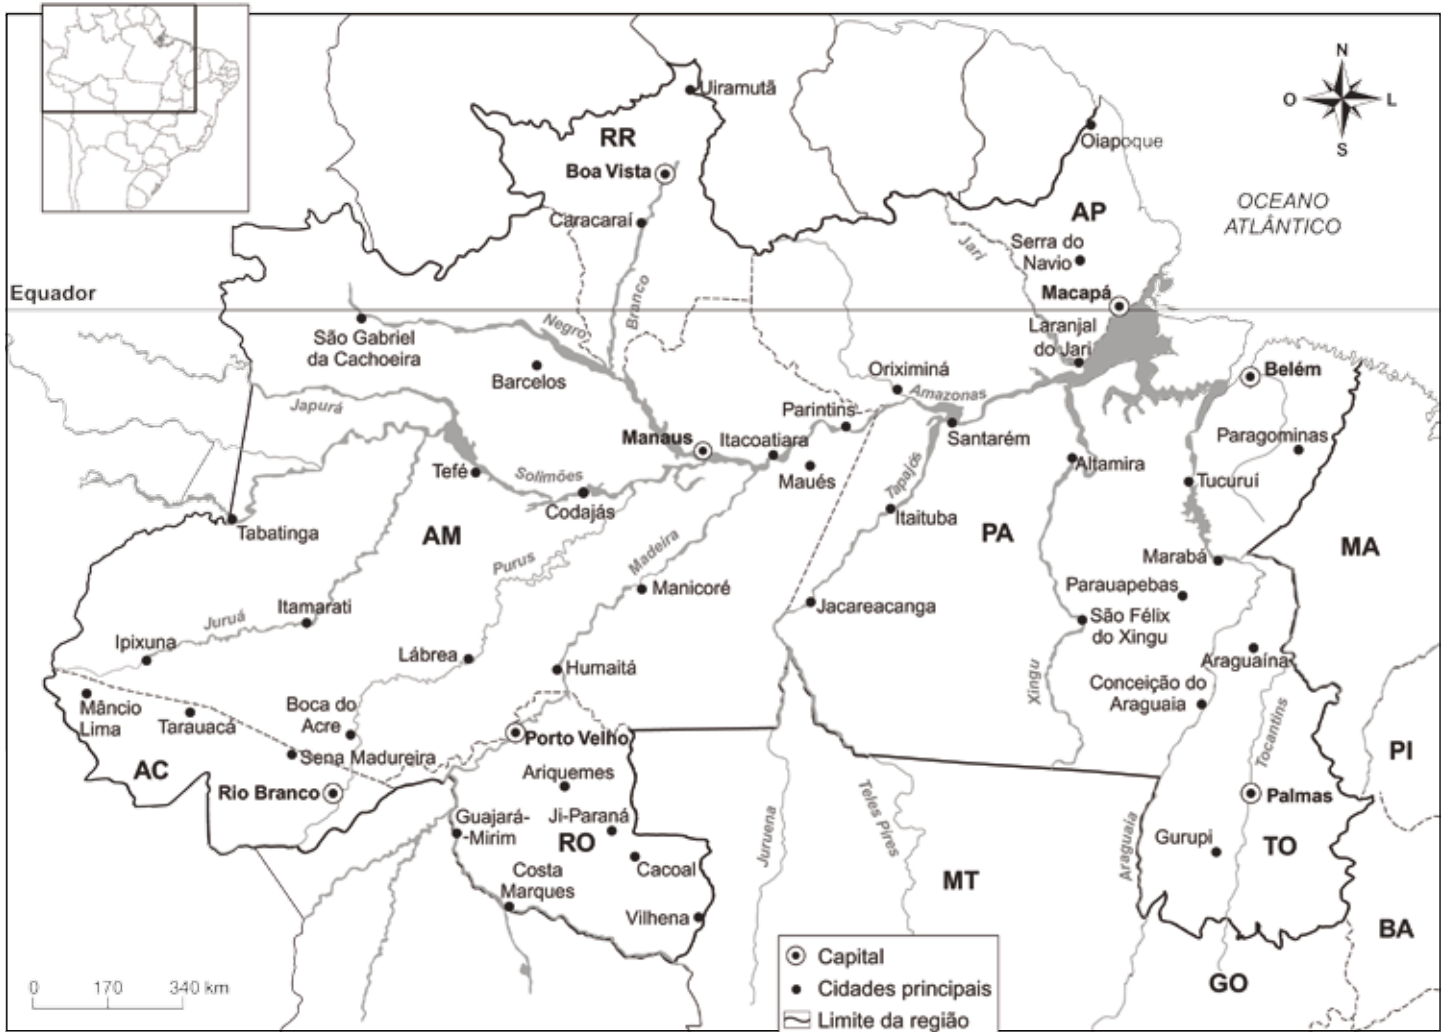 Uiramutã
RR
Boa Vista
Caracaraí
Oiapoque
AP
Serra do
Navio
Macapá
Jari
Laranjal
do Jari
N
O
L
S
OCEANO
ATLÂNTICO
Equador
São Gabriel
da Cachoeira
Negro
Branco
Barcelos
Japurá
Oriximiná
Amazonas
Belém
Parintins
Manaus
Itacoatiara
Santarém
Paragominas
Tefé
Solimões
Maués
Tapajós
Altamira
Tucuruí
Codajás
Itaituba
Tabatinga
AM
PA
MA
Purus
Madeira
Marabá
Manicoré
Jacareacanga
Parauapebas
Itamarati
Juruá
São Félix
do Xingu
Ipixuna
Lábrea
Humaitá
Araguaína
Xingu
Conceição do
Araguaia
Mâncio
Lima
Tarauacá
Boca do
Acre
Porto Velho
Tocantins
Sena Madureira
PI
AC
Rio Branco
Ariquemes
Palmas
Guajará-
-Mirim
Ji-Paraná
RO
Juruena
Teles Pires
Araguaia
Gurupi
TO
Cacoal
Costa
Marques
MT
Vilhena
BA
GO
Capital
Cidades principais
Limite da região
0
170
340 km